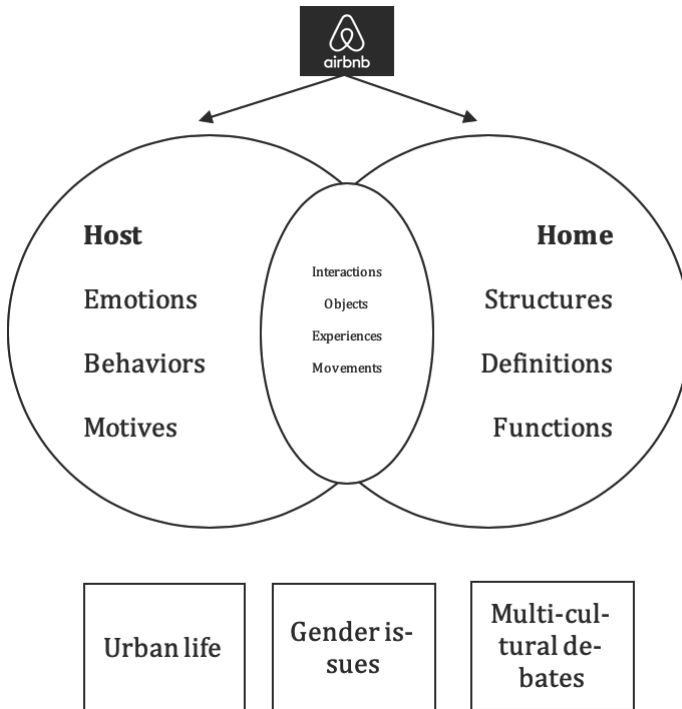 airbnb
Host
Emotions
Behaviors
Motives
Interactions
Objects
Experiences
Movements
Home
Structures
Definitions
Functions
Urban life
Gender is-
sues
Multi-cul-
tural de-
bates